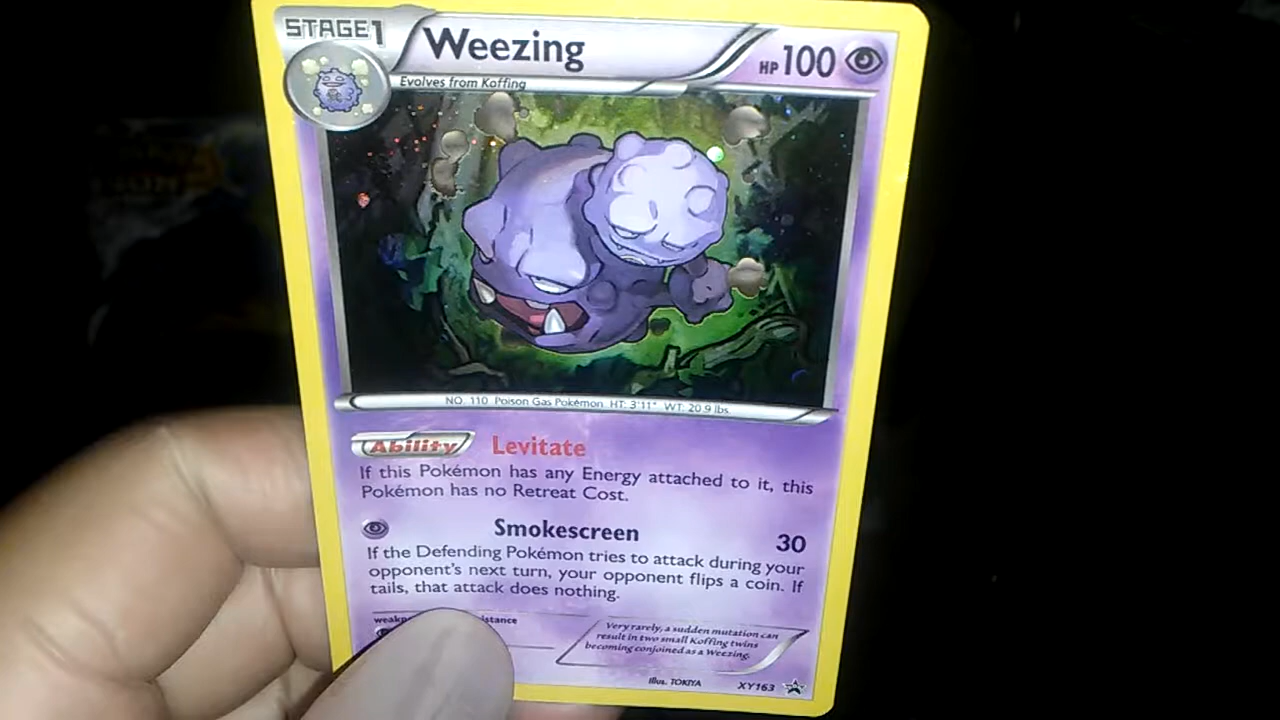 STAGE1
Weezing
HP 100
Evolves from Koffing
NO. 110 Poison Gas Pokémon HT: 3'11" WT: 20.9 lbs.
Ability Levitate
If this Pokémon has any Energy attached to it, this
Pokémon has no Retreat Cost.
Smokescreen 30
If the Defending Pokémon tries to attack during your
opponent's next turn, your opponent flips a coin. If
tails, that attack does nothing.
Very rarely, a sudden mutation can
result in two small Koffing twins
becoming conjoined as a Weezing.
Illus. TOKIYA
XY163